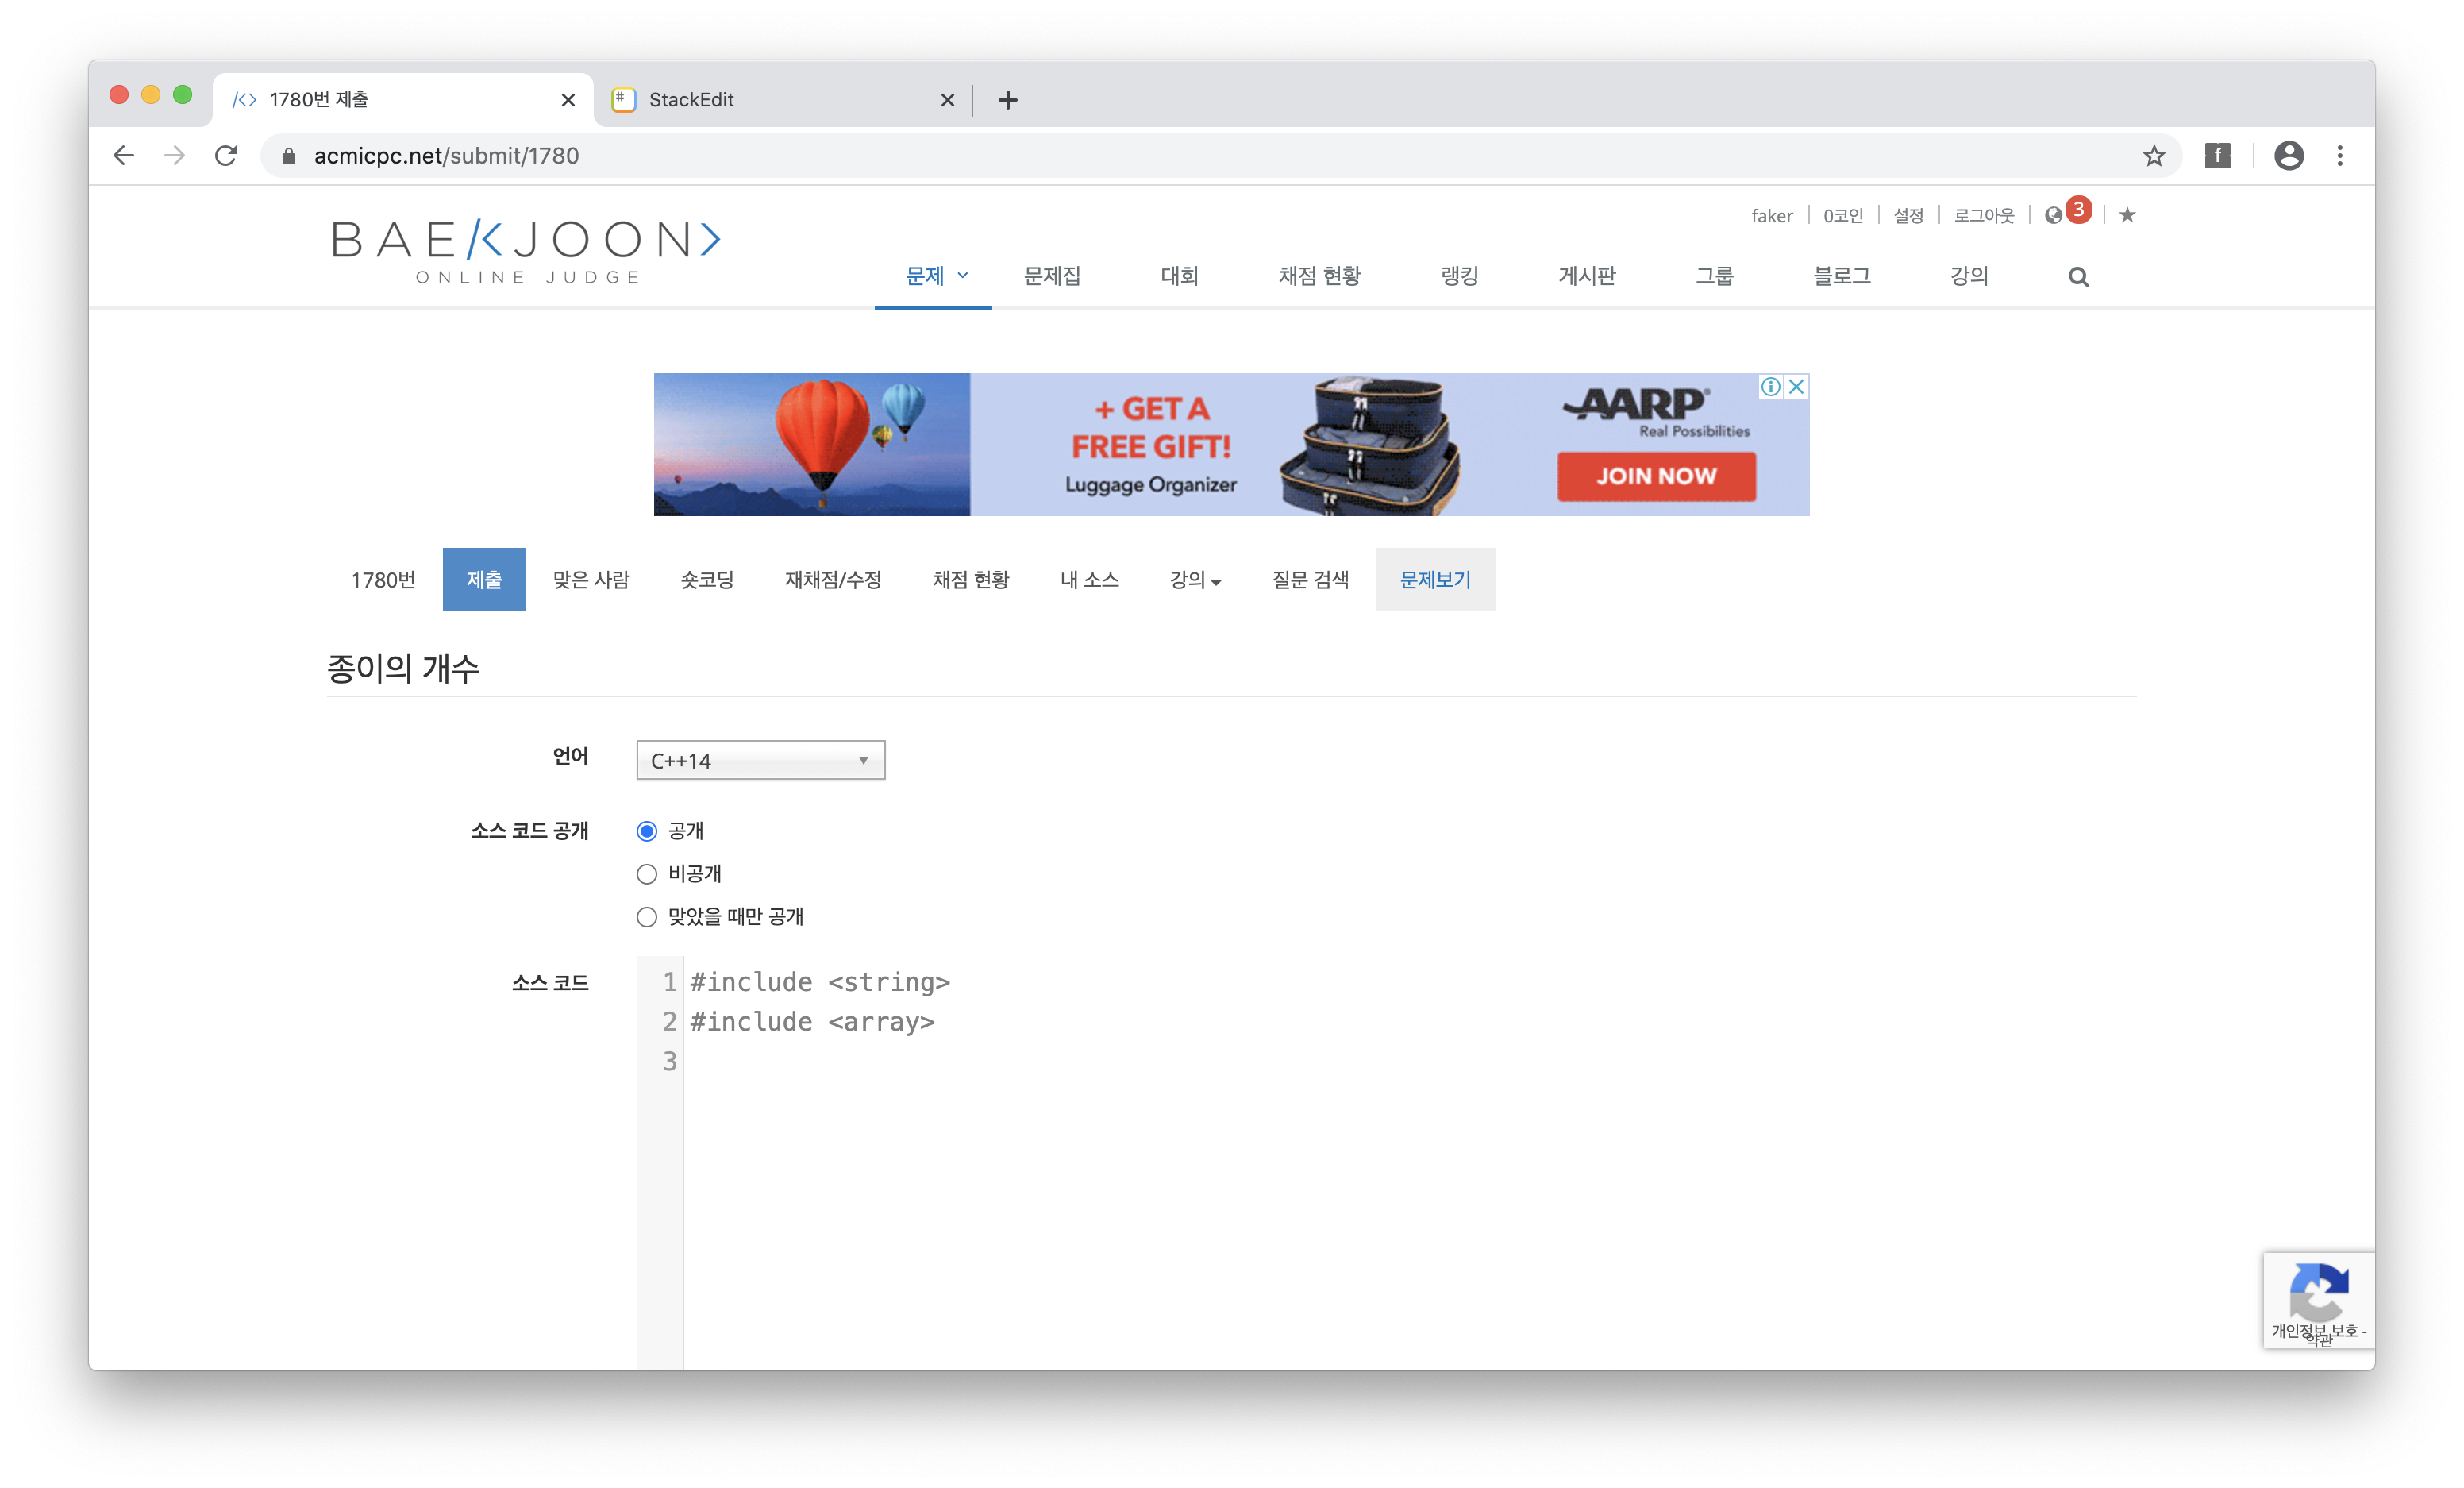 1780번 제출
StackEdit
acmicpc.net/submit/1780
f
faker 0코인 설정 로그아웃 3
BAEKJOON
ONLINE JUDGE
문제 문제집 대회 채점 현황 랭킹 게시판 그룹 블로그 강의
+ GET A
FREE GIFT!
Luggage Organizer
AARP®
Real Possibilities
JOIN NOW
1780번 제출 맞은 사람 숏코딩 재채점/수정 채점 현황 내 소스 강의 질문 검색 문제보기
종이의 개수
언어 C++14
소스 코드 공개 공개
비공개
맞았을 때만 공개
소스 코드 1 #include <string>
2 #include <array>
3
개인정보 보호 -
약관